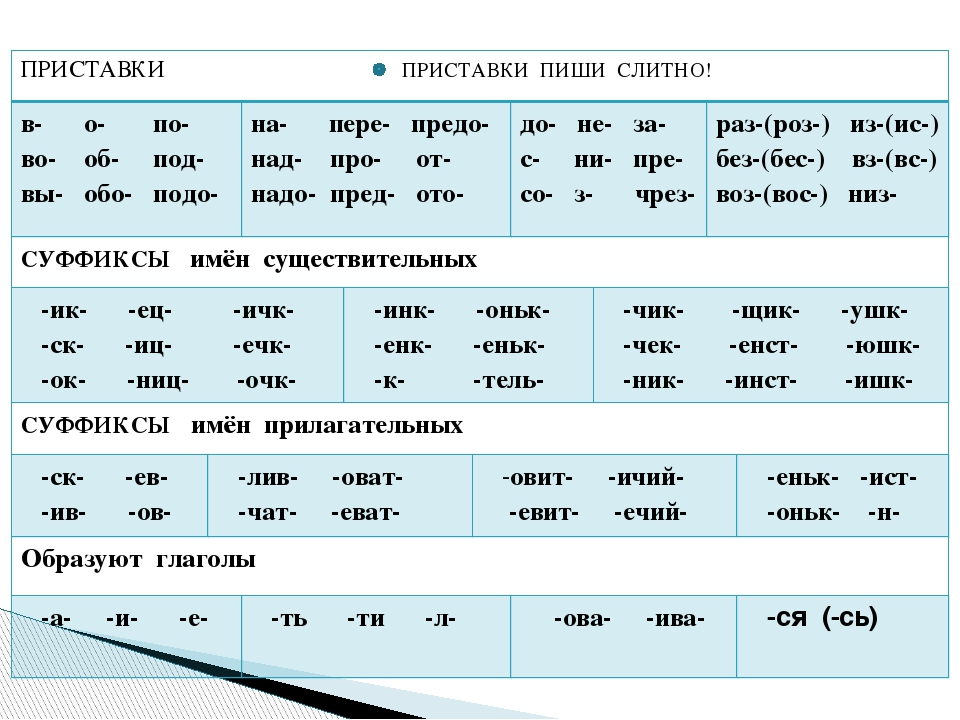 ПРИСТАВКИ ПРИСТАВКИ ПИШИ СЛИТНО!
в- о- по- на- пере- предо- до- не- за- раз-(роз-) из-(ис-)
во- об- под- над- про- от- с- ни- пре- без-(бес-) вз-(вс-)
вы- обо- подо- надо- пред- ото- со- з- чрез- воз-(вос-) низ-
СУФФИКСЫ имён существительных
-ик- -ец- -ичк- -инк- -оньк- -чик- -щик- -ушк-
-ск- -иц- -ечк- -енк- -еньк- -чек- -енст- -юшк-
-ок- -ниц- -очк- -к- -тель- -ник- -инст- -ишк-
СУФФИКСЫ имён прилагательных
-ск- -ев- -лив- -оват- -овит- -ичий- -еньк- -ист-
-ив- -ов- -чат- -еват- -евит- -ечий- -оньк- -н-
Образуют глаголы
-а- -и- -е- -ть -ти -л- -ова- -ива- -ся (-сь)